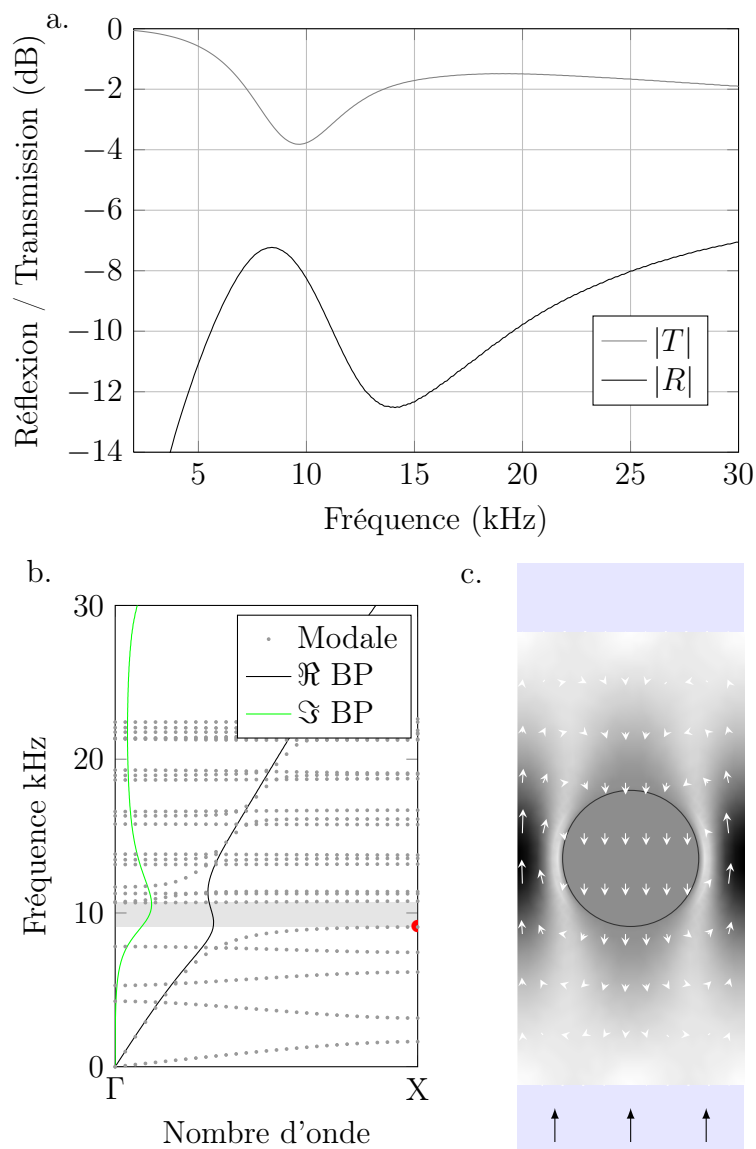 a.
0
−2
−4
−6
−8
−10
−12
−14
Réflexion / Transmission (dB)
|T|
|R|
5 10 15 20 25 30
Fréquence (kHz)
b.
30
20
10
0
Fréquence kHz
Modale
ℜ BP
ℑ BP
Γ X
Nombre d'onde
c.